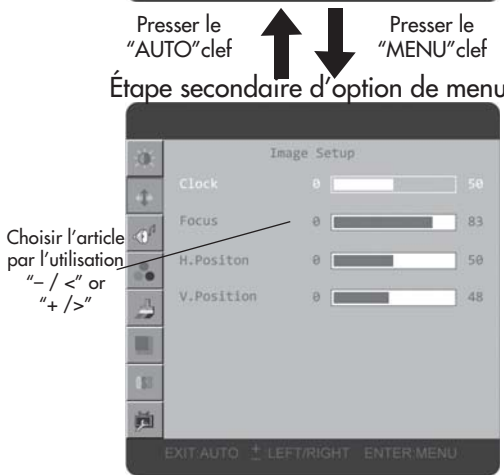 Presser le
“AUTO”clef
Presser le
“MENU”clef
Étape secondaire d’option de menu
Image Setup
Clock 0 50
Focus 0 83
H.Positon 0 50
V.Position 0 48
Choisir l’article
par l’utilisation
“– / <” or
“+ />”
EXIT:AUTO ± LEFT/RIGHT ENTER:MENU